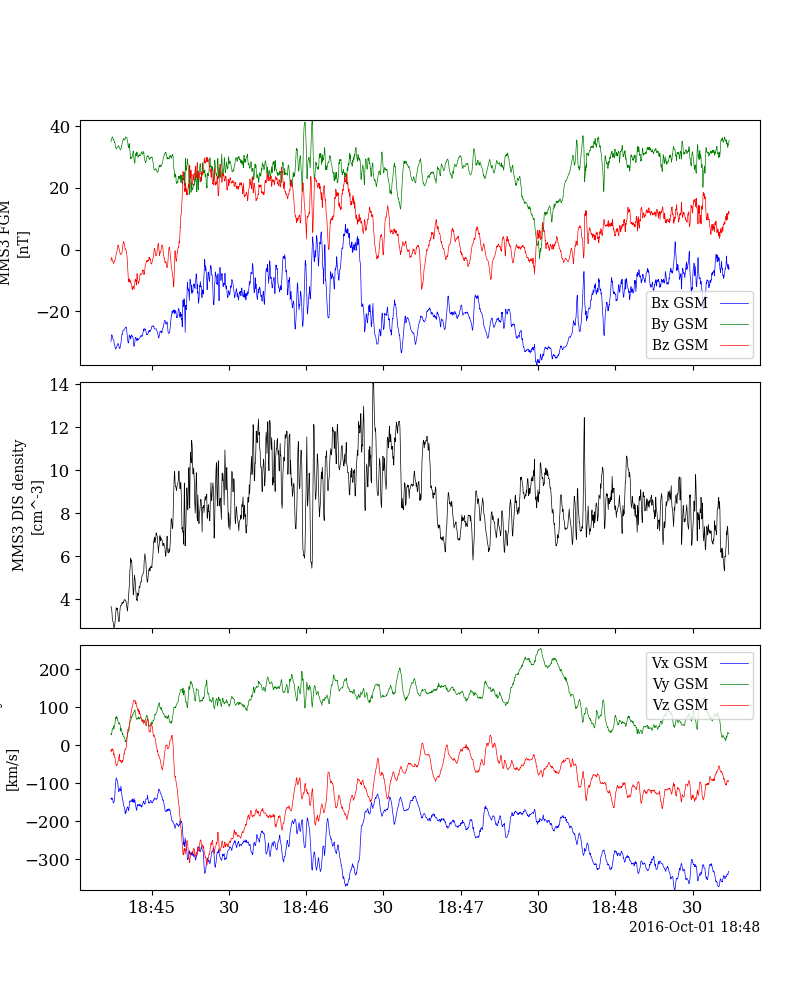 40
20
0
−20
MMS3 FGM
[nT]
Bx GSM
By GSM
Bz GSM
14
12
10
8
6
4
MMS3 DIS density
[cm^-3]
200
100
0
−100
−200
−300
[km/s]
Vx GSM
Vy GSM
Vz GSM
18:45 30 18:46 30 18:47 30 18:48 30
2016-Oct-01 18:48